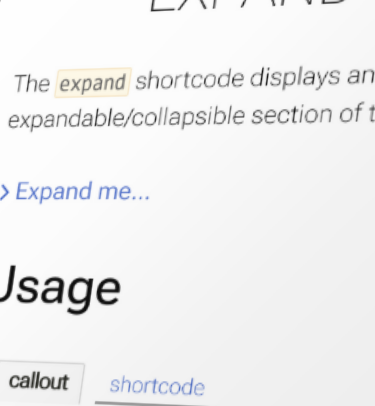 EXPAND
The expand shortcode displays an
expandable/collapsible section of t
Expand me...
Usage
callout shortcode